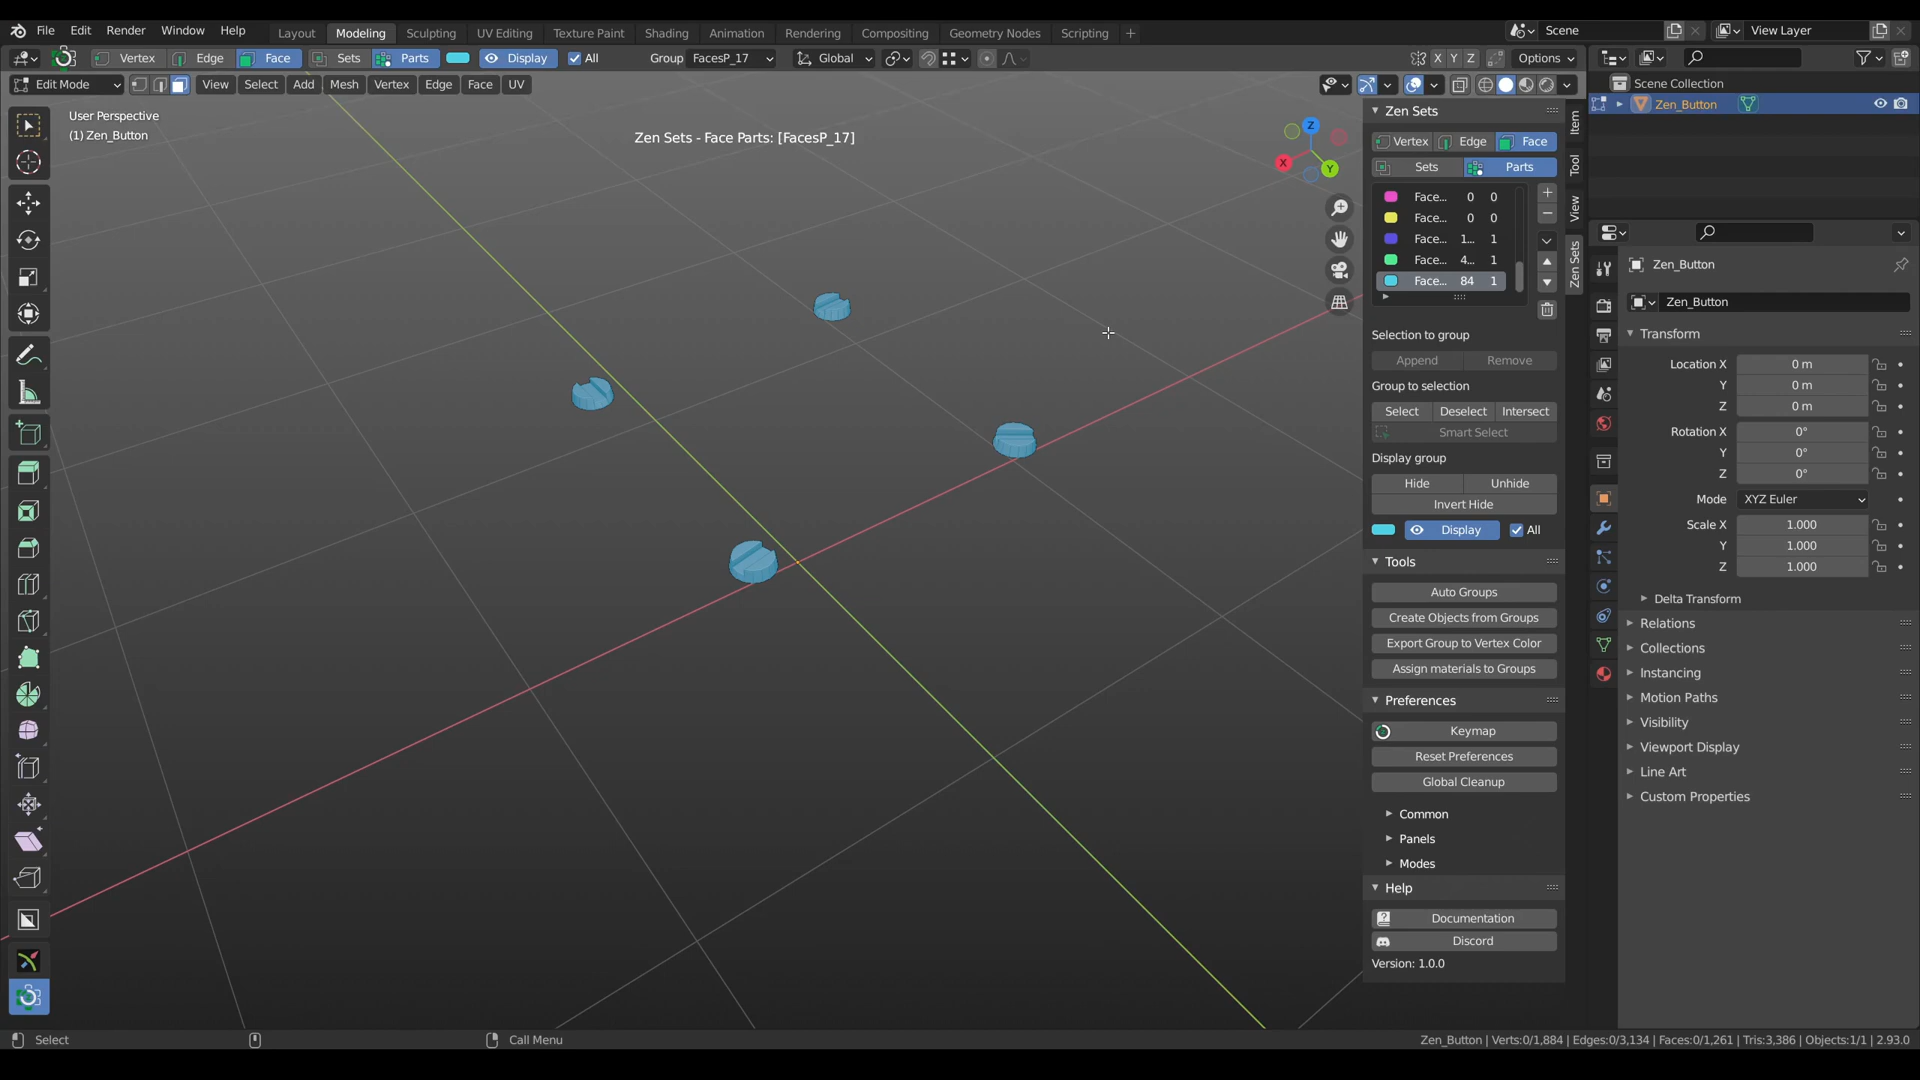 File Edit Render Window Help Layout Modeling Sculpting UV Editing Texture Paint Shading Animation Rendering Compositing Geometry Nodes Scripting + Scene View Layer
Vertex Edge Face Sets Parts Display All Group FacesP_17 Global X Y Z Options
Edit Mode View Select Add Mesh Vertex Edge Face UV
User Perspective
(1) Zen_Button
Zen Sets - Face Parts: [FacesP_17]
Z
X
Y
Zen Sets
Vertex Edge Face
Sets Parts
Face... 0 0
Face... 0 0
Face... 1... 1
Face... 4... 1
Face... 84 1
Selection to group
Append Remove
Group to selection
Select Deselect Intersect
Smart Select
Display group
Hide Unhide
Invert Hide
Display All
Tools
Auto Groups
Create Objects from Groups
Export Group to Vertex Color
Assign materials to Groups
Preferences
Keymap
Reset Preferences
Global Cleanup
Common
Panels
Modes
Help
Documentation
Discord
Version: 1.0.0
Item
Tool
View
Zen Sets
Scene Collection
Zen_Button
Zen_Button
Zen_Button
Transform
Location X 0 m
Y 0 m
Z 0 m
Rotation X 0°
Y 0°
Z 0°
Mode XYZ Euler
Scale X 1.000
Y 1.000
Z 1.000
Delta Transform
Relations
Collections
Instancing
Motion Paths
Visibility
Viewport Display
Line Art
Custom Properties
Select Call Menu Zen_Button | Verts:0/1,884 | Edges:0/3,134 | Faces:0/1,261 | Tris:3,386 | Objects:1/1 | 2.93.0